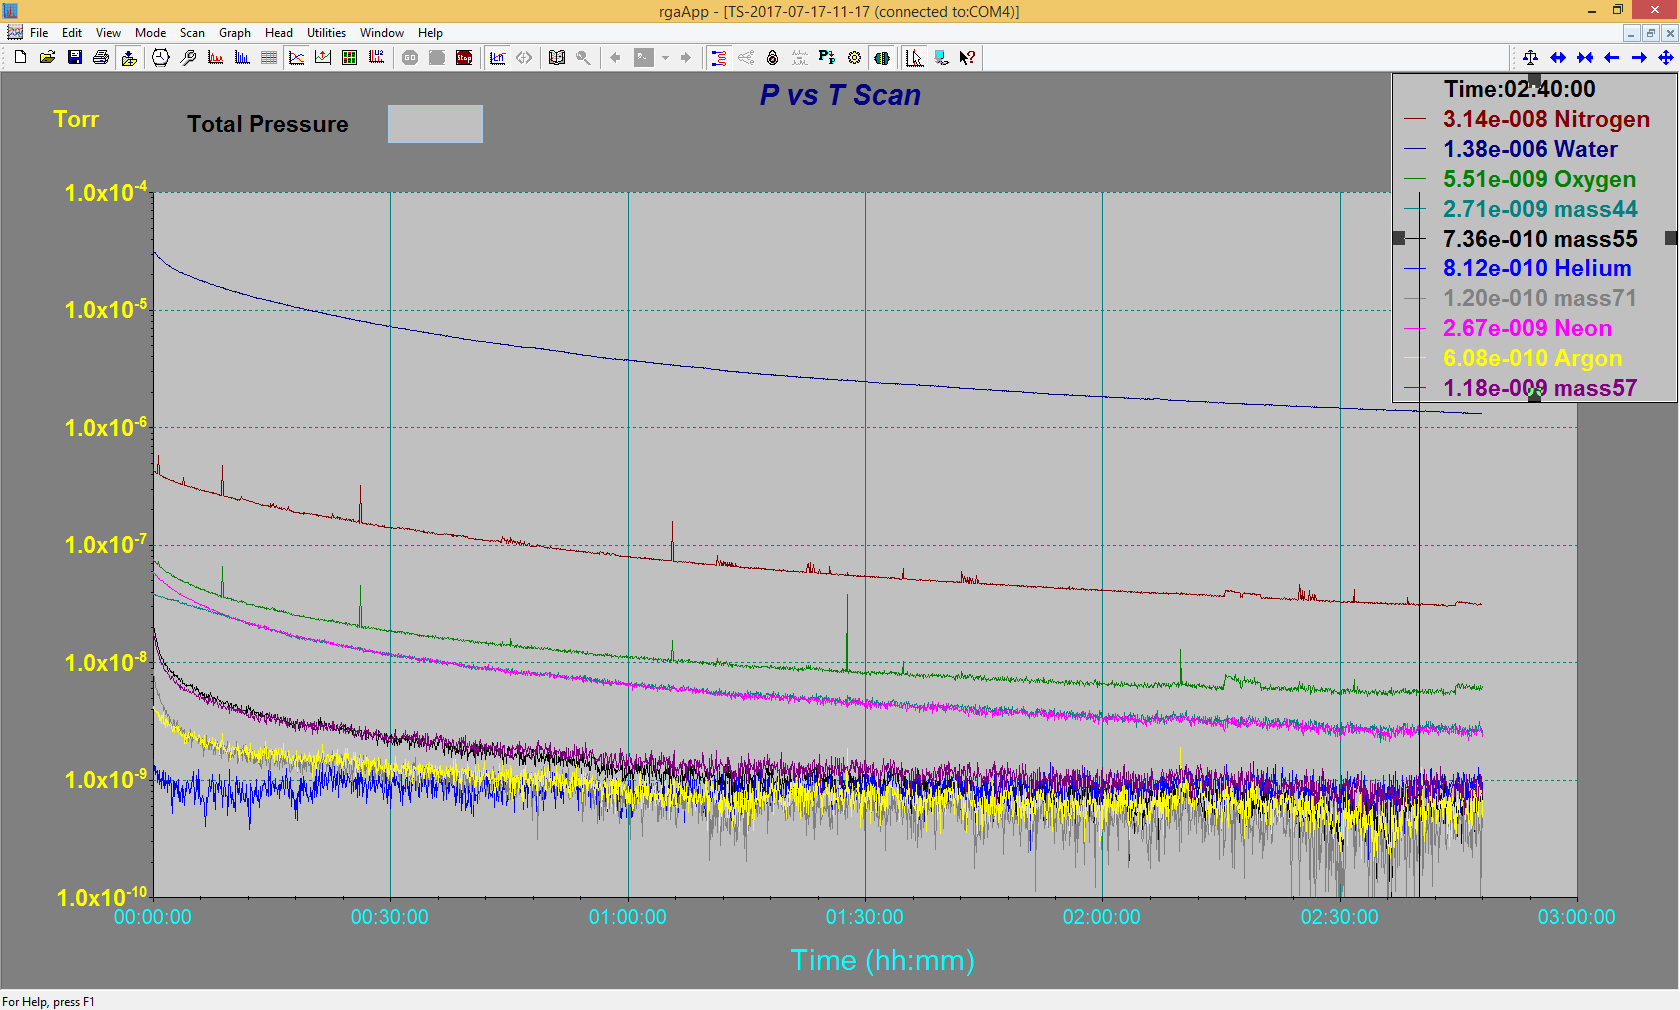 rgaApp - [TS-2017-07-17-11-17 (connected to:COM4)]
File Edit View Mode Scan Graph Head Utilities Window Help
GO Stop
P vs T Scan
Torr
Total Pressure
Time:02:40:00
3.14e-008 Nitrogen
1.38e-006 Water
5.51e-009 Oxygen
2.71e-009 mass44
7.36e-010 mass55
8.12e-010 Helium
1.20e-010 mass71
2.67e-009 Neon
6.08e-010 Argon
1.18e-009 mass57
1.0x10-4
1.0x10-5
1.0x10-6
1.0x10-7
1.0x10-8
1.0x10-9
1.0x10-10
00:00:00 00:30:00 01:00:00 01:30:00 02:00:00 02:30:00 03:00:00
Time (hh:mm)
For Help, press F1